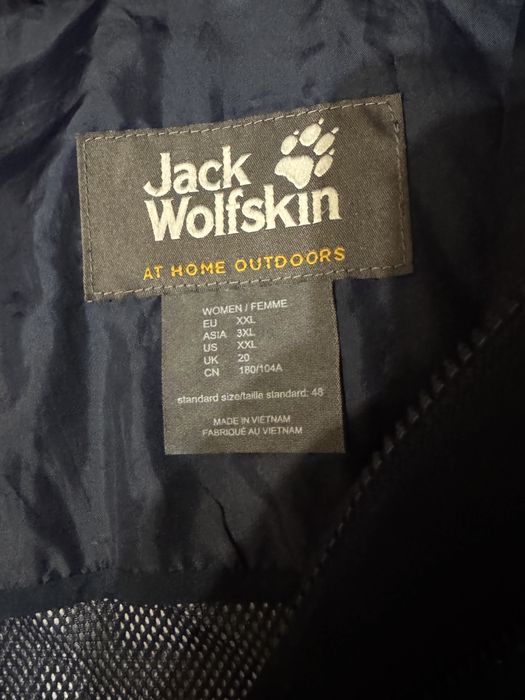 Jack
Wolfskin
AT HOME OUTDOORS
WOMEN / FEMME
EU XXL
ASIA 3XL
US XXL
UK 20
CN 180/104A
standard size/taille standard: 48
MADE IN VIETNAM
FABRIQUÉ AU VIETNAM